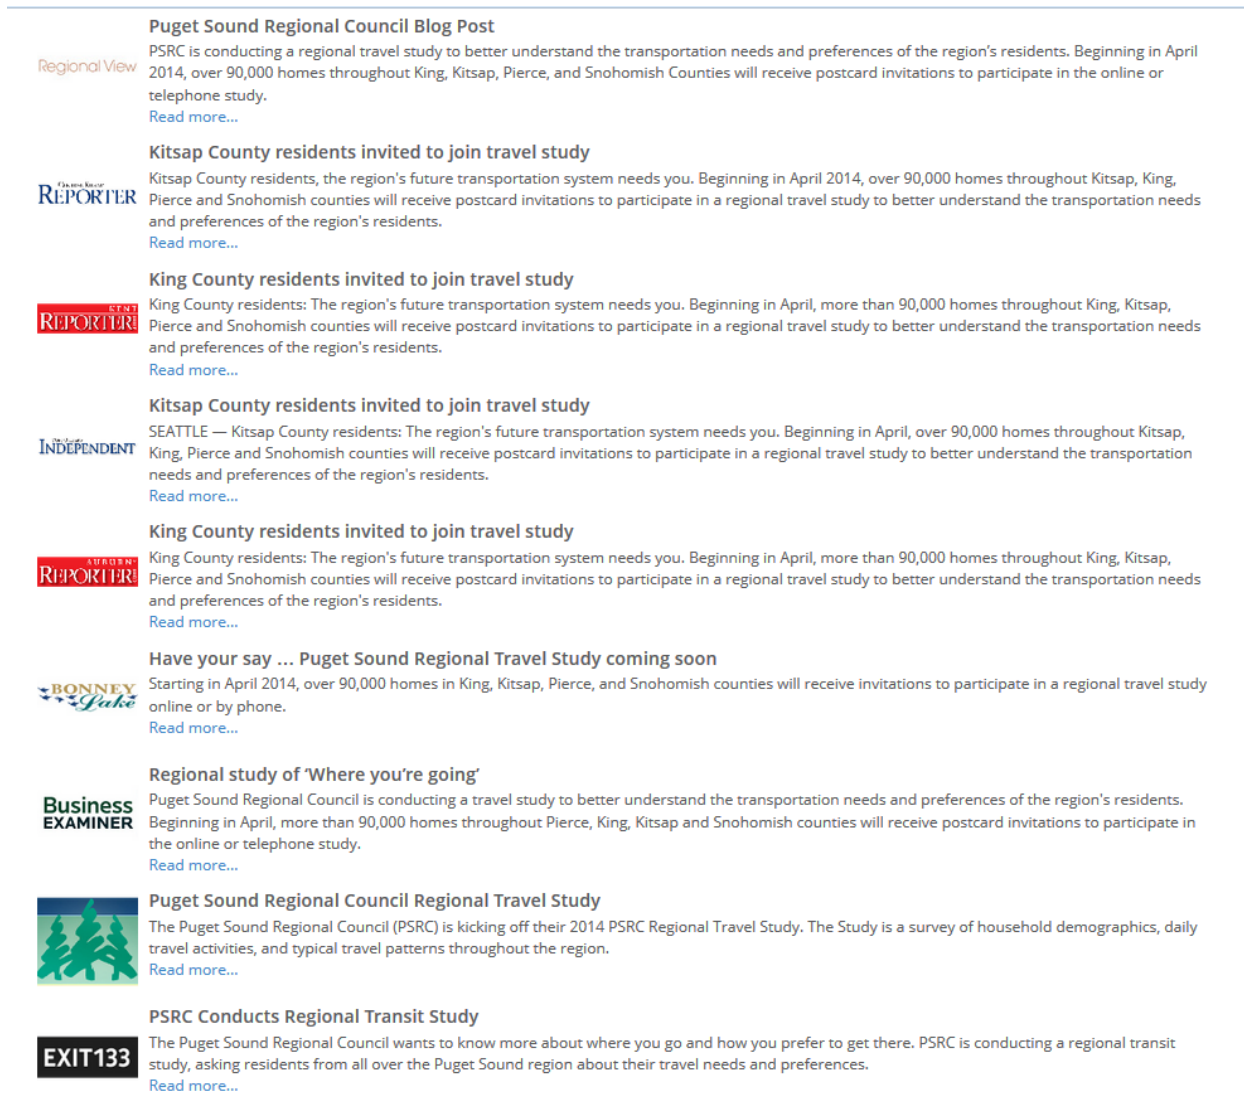 Puget Sound Regional Council Blog Post
Regional View
PSRC is conducting a regional travel study to better understand the transportation needs and preferences of the region's residents. Beginning in April
2014, over 90,000 homes throughout King, Kitsap, Pierce, and Snohomish Counties will receive postcard invitations to participate in the online or
telephone study.
Read more...
Kitsap County residents invited to join travel study
REPORTER
Kitsap County residents, the region's future transportation system needs you. Beginning in April 2014, over 90,000 homes throughout Kitsap, King,
Pierce and Snohomish counties will receive postcard invitations to participate in a regional travel study to better understand the transportation needs
and preferences of the region's residents.
Read more...
King County residents invited to join travel study
KENT
REPORTER
King County residents: The region's future transportation system needs you. Beginning in April, more than 90,000 homes throughout King, Kitsap,
Pierce and Snohomish counties will receive postcard invitations to participate in a regional travel study to better understand the transportation needs
and preferences of the region's residents.
Read more...
Kitsap County residents invited to join travel study
INDEPENDENT
SEATTLE — Kitsap County residents: The region's future transportation system needs you. Beginning in April, over 90,000 homes throughout Kitsap,
King, Pierce and Snohomish counties will receive postcard invitations to participate in a regional travel study to better understand the transportation
needs and preferences of the region's residents.
Read more...
King County residents invited to join travel study
AUBURN
REPORTER
King County residents: The region's future transportation system needs you. Beginning in April, more than 90,000 homes throughout King, Kitsap,
Pierce and Snohomish counties will receive postcard invitations to participate in a regional travel study to better understand the transportation needs
and preferences of the region's residents.
Read more...
Have your say ... Puget Sound Regional Travel Study coming soon
BONNEY
Lake
Starting in April 2014, over 90,000 homes in King, Kitsap, Pierce, and Snohomish counties will receive invitations to participate in a regional travel study
online or by phone.
Read more...
Regional study of ‘Where you’re going’
Business
EXAMINER
Puget Sound Regional Council is conducting a travel study to better understand the transportation needs and preferences of the region's residents.
Beginning in April, more than 90,000 homes throughout Pierce, King, Kitsap and Snohomish counties will receive postcard invitations to participate in
the online or telephone study.
Read more...
Puget Sound Regional Council Regional Travel Study
The Puget Sound Regional Council (PSRC) is kicking off their 2014 PSRC Regional Travel Study. The Study is a survey of household demographics, daily
travel activities, and typical travel patterns throughout the region.
Read more...
PSRC Conducts Regional Transit Study
EXIT133
The Puget Sound Regional Council wants to know more about where you go and how you prefer to get there. PSRC is conducting a regional transit
study, asking residents from all over the Puget Sound region about their travel needs and preferences.
Read more...